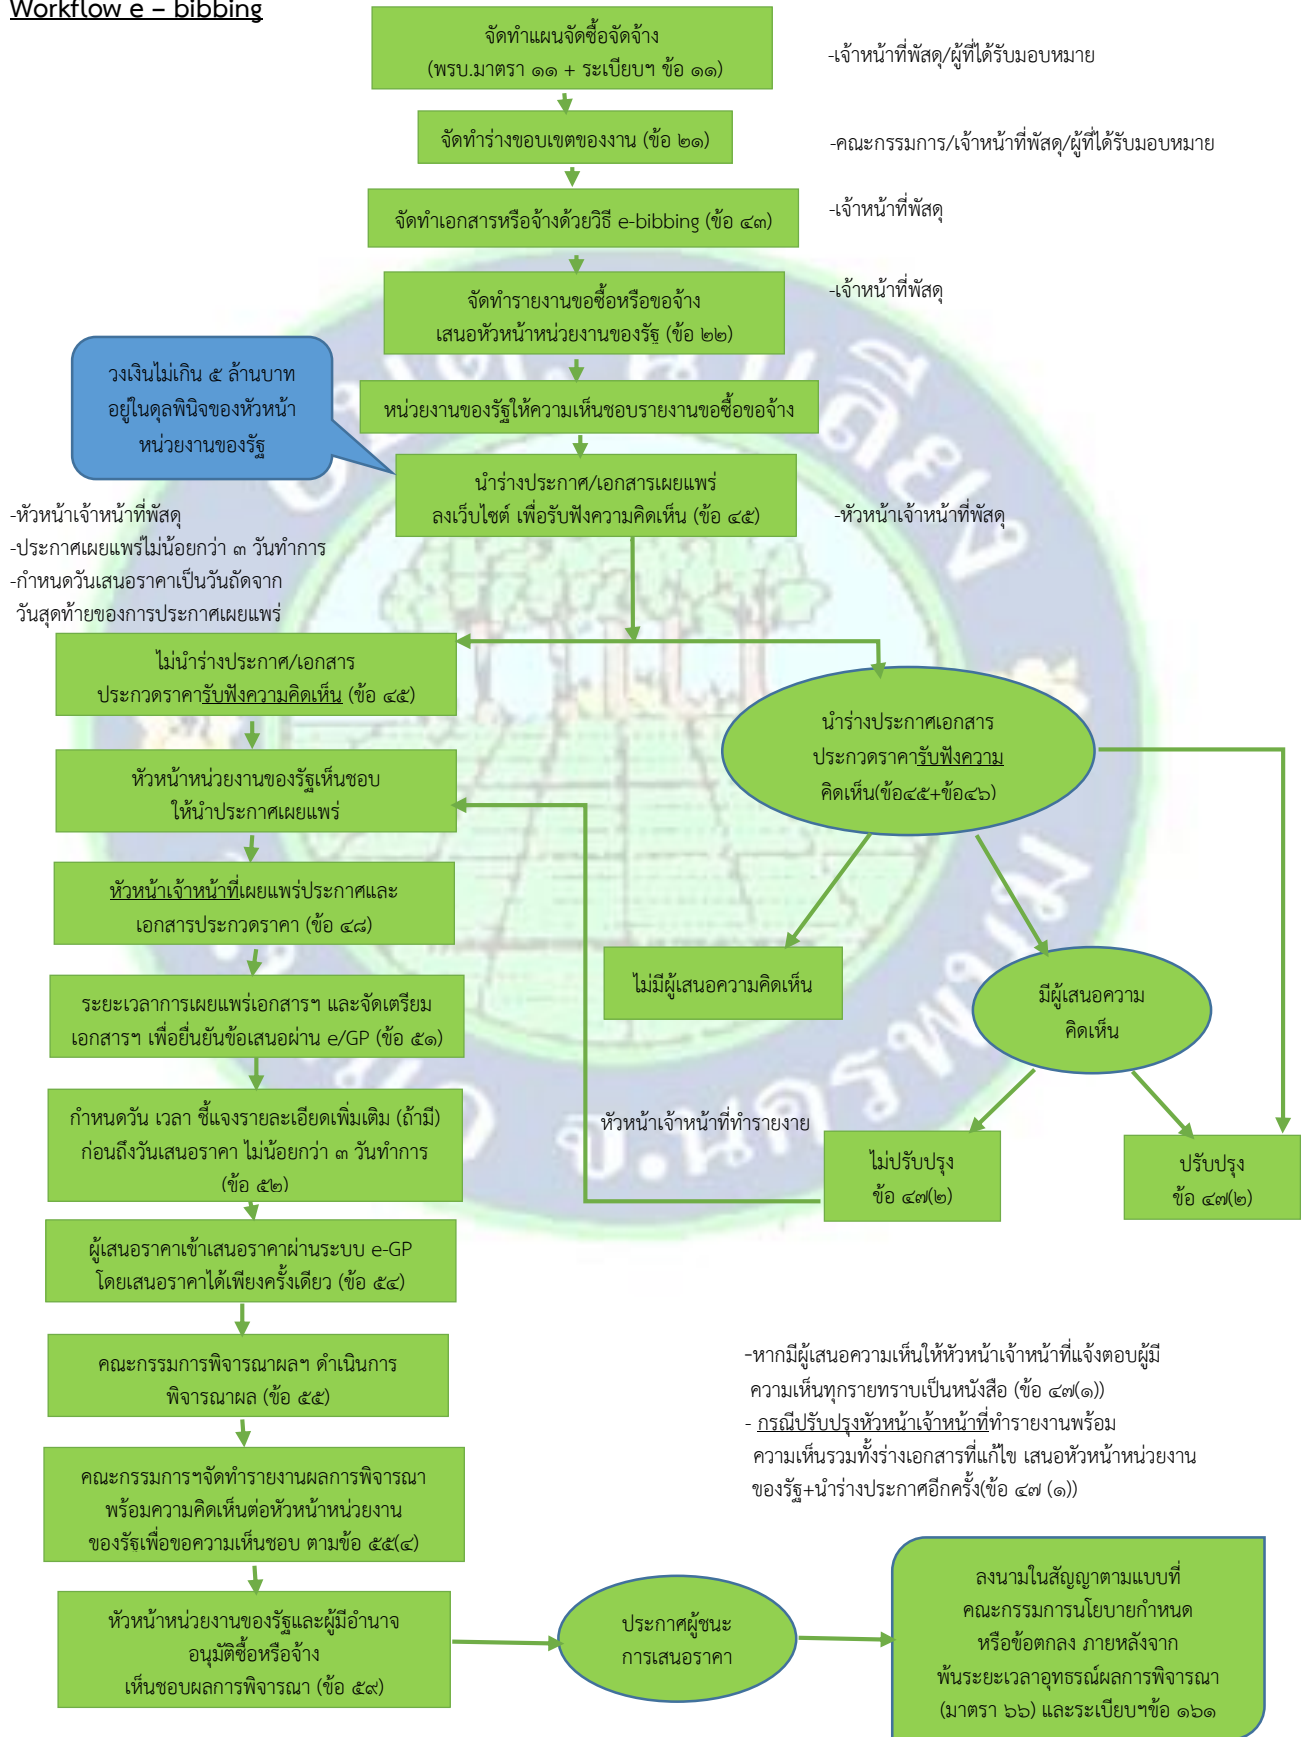 Workflow e – bibbing
จัดทำแผนจัดซื้อจัดจ้าง
(พรบ.มาตรา ๑๑ + ระเบียบฯ ข้อ ๑๑)
-เจ้าหน้าที่พัสดุ/ผู้ที่ได้รับมอบหมาย
จัดทำร่างขอบเขตของงาน (ข้อ ๒๑)
-คณะกรรมการ/เจ้าหน้าที่พัสดุ/ผู้ที่ได้รับมอบหมาย
จัดทำเอกสารหรือจ้างด้วยวิธี e-bibbing (ข้อ ๔๓)
-เจ้าหน้าที่พัสดุ
จัดทำรายงานขอซื้อหรือขอจ้าง
เสนอหัวหน้าหน่วยงานของรัฐ (ข้อ ๒๒)
-เจ้าหน้าที่พัสดุ
วงเงินไม่เกิน ๕ ล้านบาท
อยู่ในดุลพินิจของหัวหน้า
หน่วยงานของรัฐ
หน่วยงานของรัฐให้ความเห็นชอบรายงานขอซื้อขอจ้าง
นำร่างประกาศ/เอกสารเผยแพร่
ลงเว็บไซต์ เพื่อรับฟังความคิดเห็น (ข้อ ๔๕)
-หัวหน้าเจ้าหน้าที่พัสดุ
-หัวหน้าเจ้าหน้าที่พัสดุ
-ประกาศเผยแพร่ไม่น้อยกว่า ๓ วันทำการ
-กำหนดวันเสนอราคาเป็นวันถัดจาก
วันสุดท้ายของการประกาศเผยแพร่
ไม่นำร่างประกาศ/เอกสาร
ประกวดราคารับฟังความคิดเห็น (ข้อ ๔๕)
นำร่างประกาศเอกสาร
ประกวดราคารับฟังความ
คิดเห็น(ข้อ๔๕+ข้อ๔๖)
หัวหน้าหน่วยงานของรัฐเห็นชอบ
ให้นำประกาศเผยแพร่
หัวหน้าเจ้าหน้าที่เผยแพร่ประกาศและ
เอกสารประกวดราคา (ข้อ ๔๘)
ไม่มีผู้เสนอความคิดเห็น
มีผู้เสนอความ
คิดเห็น
ระยะเวลาการเผยแพร่เอกสารฯ และจัดเตรียม
เอกสารฯ เพื่อยื่นยันข้อเสนอผ่าน e/GP (ข้อ ๕๑)
กำหนดวัน เวลา ชี้แจงรายละเอียดเพิ่มเติม (ถ้ามี)
ก่อนถึงวันเสนอราคา ไม่น้อยกว่า ๓ วันทำการ
(ข้อ ๕๒)
หัวหน้าเจ้าหน้าที่ทำรายงาย
ไม่ปรับปรุง
ข้อ ๔๗(๒)
ปรับปรุง
ข้อ ๔๗(๒)
ผู้เสนอราคาเข้าเสนอราคาผ่านระบบ e-GP
โดยเสนอราคาได้เพียงครั้งเดียว (ข้อ ๕๔)
คณะกรรมการพิจารณาผลฯ ดำเนินการ
พิจารณาผล (ข้อ ๕๕)
-หากมีผู้เสนอความเห็นให้หัวหน้าเจ้าหน้าที่แจ้งตอบผู้มี
ความเห็นทุกรายทราบเป็นหนังสือ (ข้อ ๔๗(๑))
- กรณีปรับปรุงหัวหน้าเจ้าหน้าที่ทำรายงานพร้อม
ความเห็นรวมทั้งร่างเอกสารที่แก้ไข เสนอหัวหน้าหน่วยงาน
ของรัฐ+นำร่างประกาศอีกครั้ง(ข้อ ๔๗ (๑))
คณะกรรมการฯจัดทำรายงานผลการพิจารณา
พร้อมความคิดเห็นต่อหัวหน้าหน่วยงาน
ของรัฐเพื่อขอความเห็นชอบ ตามข้อ ๕๕(๔)
หัวหน้าหน่วยงานของรัฐและผู้มีอำนาจ
อนุมัติซื้อหรือจ้าง
เห็นชอบผลการพิจารณา (ข้อ ๕๙)
ประกาศผู้ชนะ
การเสนอราคา
ลงนามในสัญญาตามแบบที่
คณะกรรมการนโยบายกำหนด
หรือข้อตกลง ภายหลังจาก
พ้นระยะเวลาอุทธรณ์ผลการพิจารณา
(มาตรา ๖๖) และระเบียบฯข้อ ๑๖๑